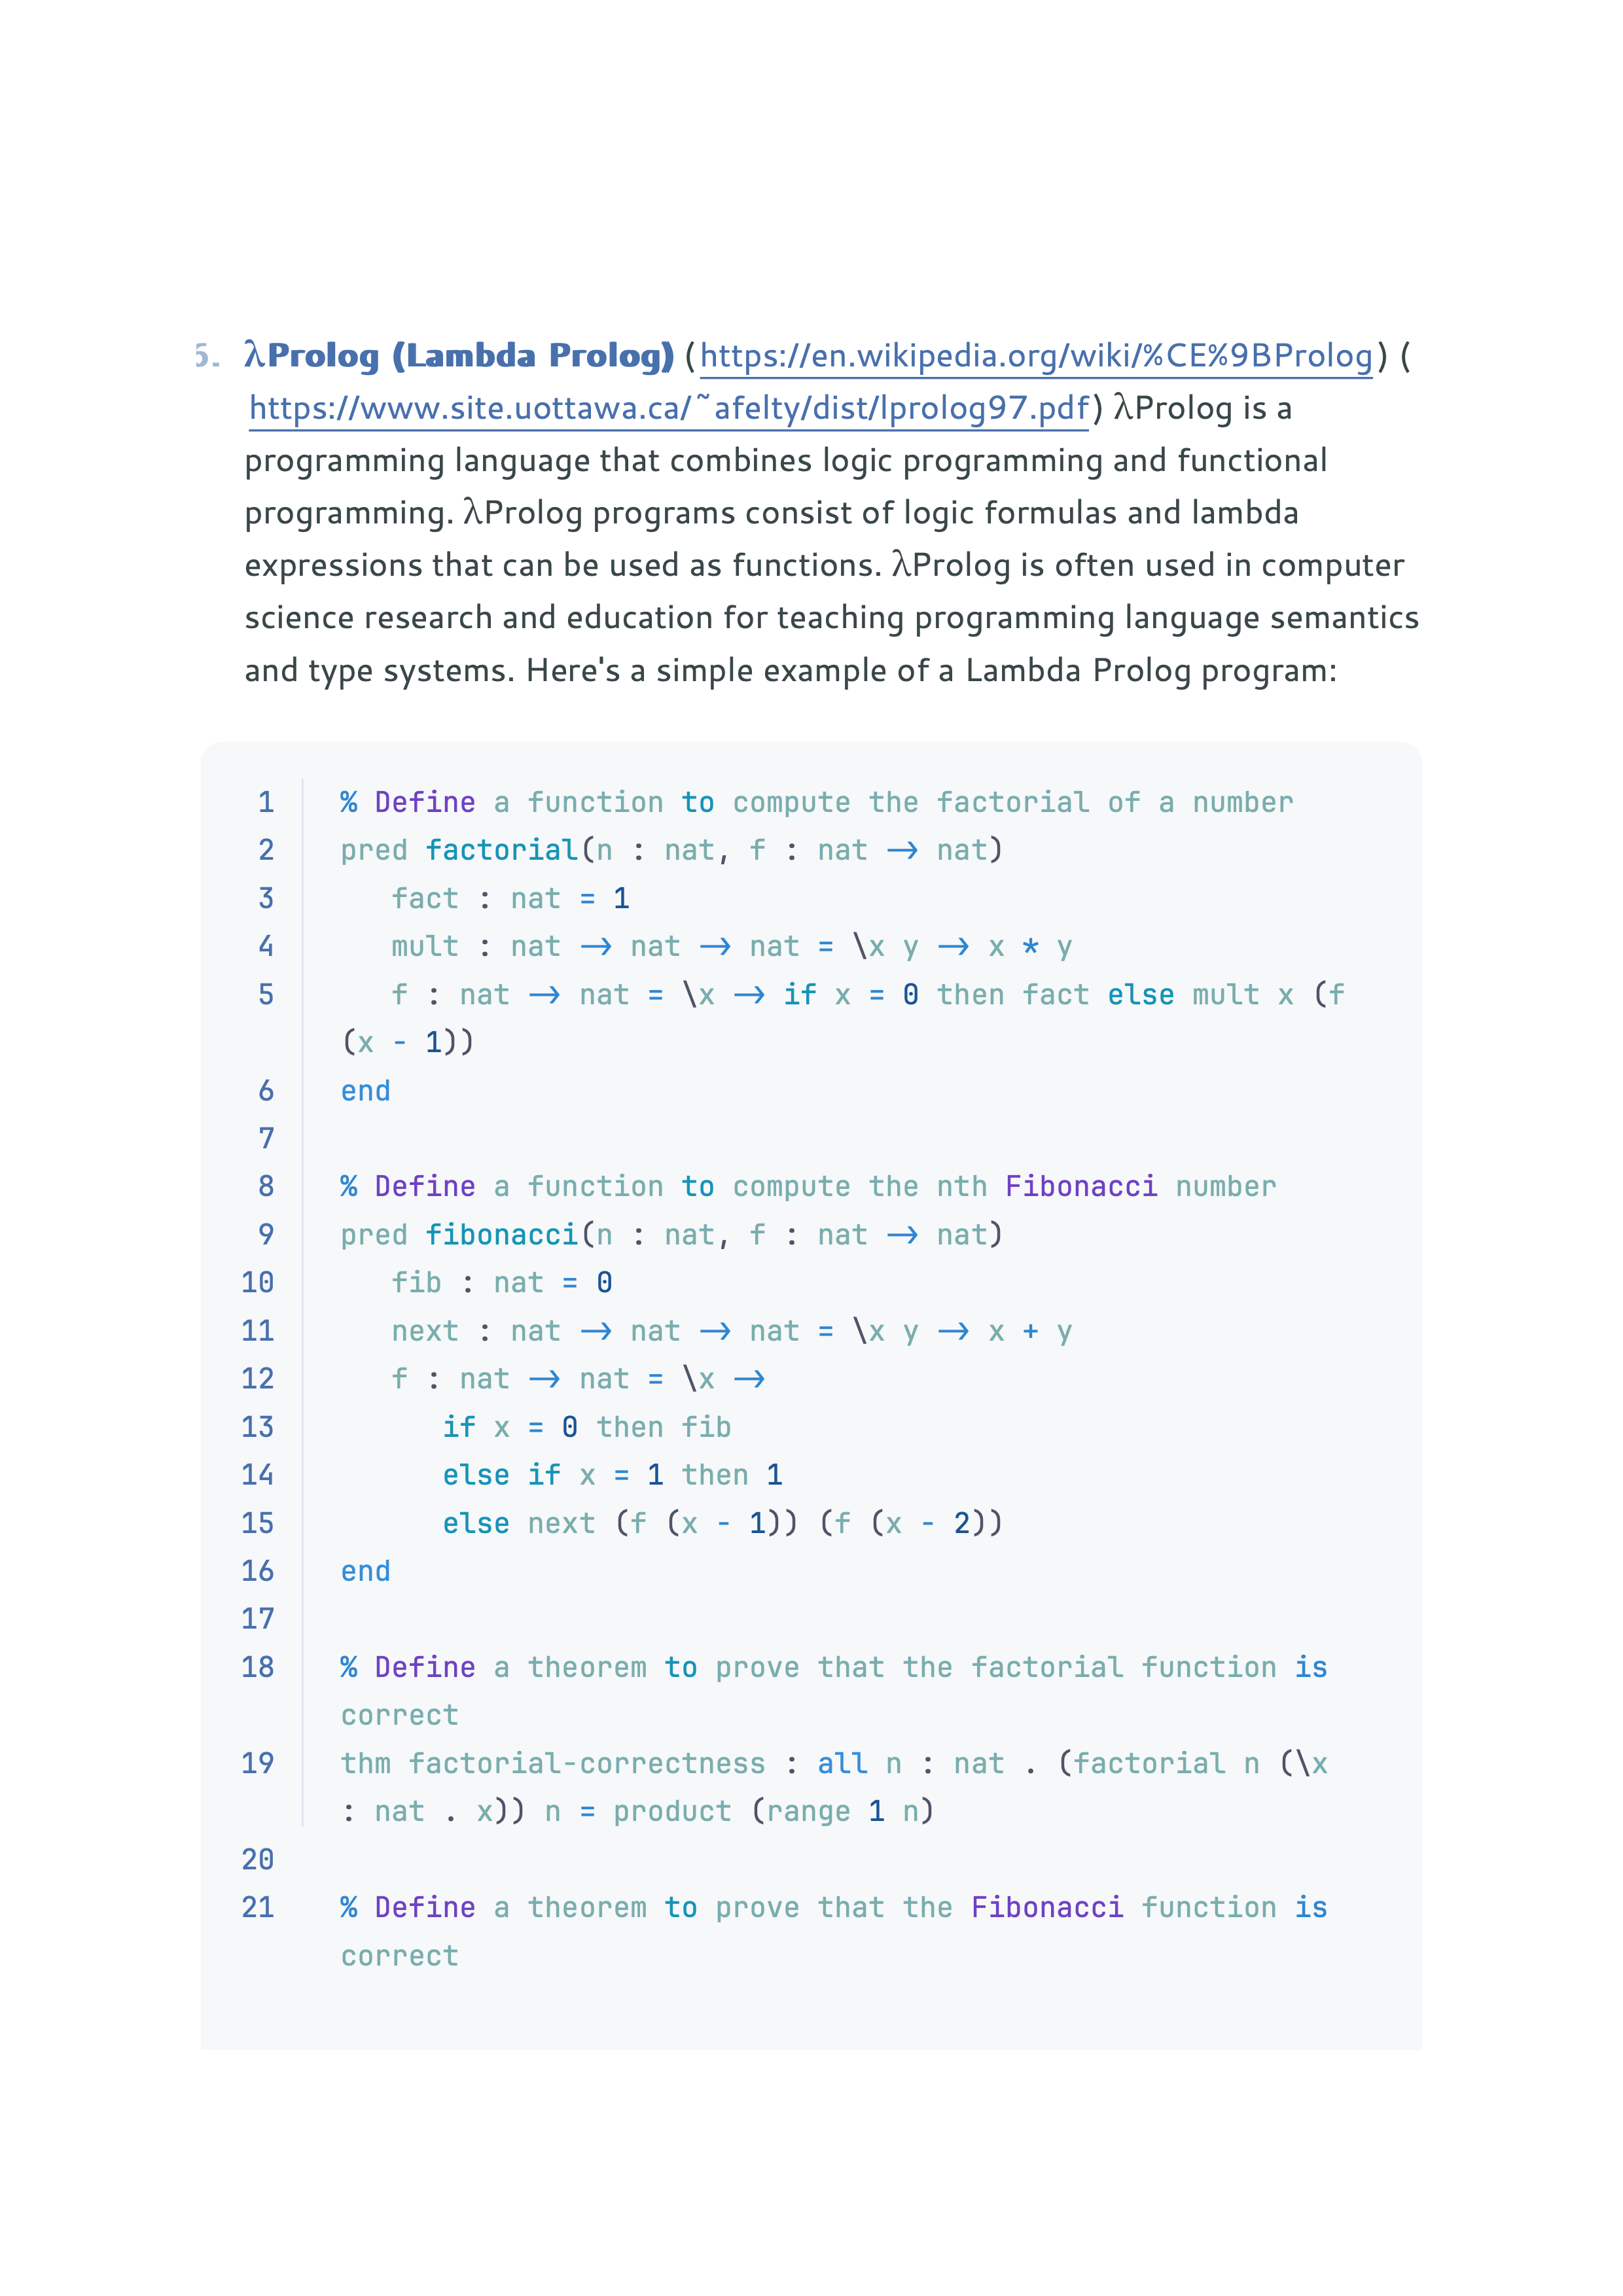 5. λProlog (Lambda Prolog) (https://en.wikipedia.org/wiki/%CE%9BProlog) (
https://www.site.uottawa.ca/~afelty/dist/lprolog97.pdf) λProlog is a
programming language that combines logic programming and functional
programming. λProlog programs consist of logic formulas and lambda
expressions that can be used as functions. λProlog is often used in computer
science research and education for teaching programming language semantics
and type systems. Here's a simple example of a Lambda Prolog program:
1 % Define a function to compute the factorial of a number
2 pred factorial(n : nat, f : nat -> nat)
3    fact : nat = 1
4    mult : nat -> nat -> nat = \x y -> x * y
5    f : nat -> nat = \x -> if x = 0 then fact else mult x (f
(x - 1))
6 end
7
8 % Define a function to compute the nth Fibonacci number
9 pred fibonacci(n : nat, f : nat -> nat)
10    fib : nat = 0
11    next : nat -> nat -> nat = \x y -> x + y
12    f : nat -> nat = \x ->
13       if x = 0 then fib
14       else if x = 1 then 1
15       else next (f (x - 1)) (f (x - 2))
16 end
17
18 % Define a theorem to prove that the factorial function is
correct
19 thm factorial-correctness : all n : nat . (factorial n (\x
: nat . x)) n = product (range 1 n)
20
21 % Define a theorem to prove that the Fibonacci function is
correct